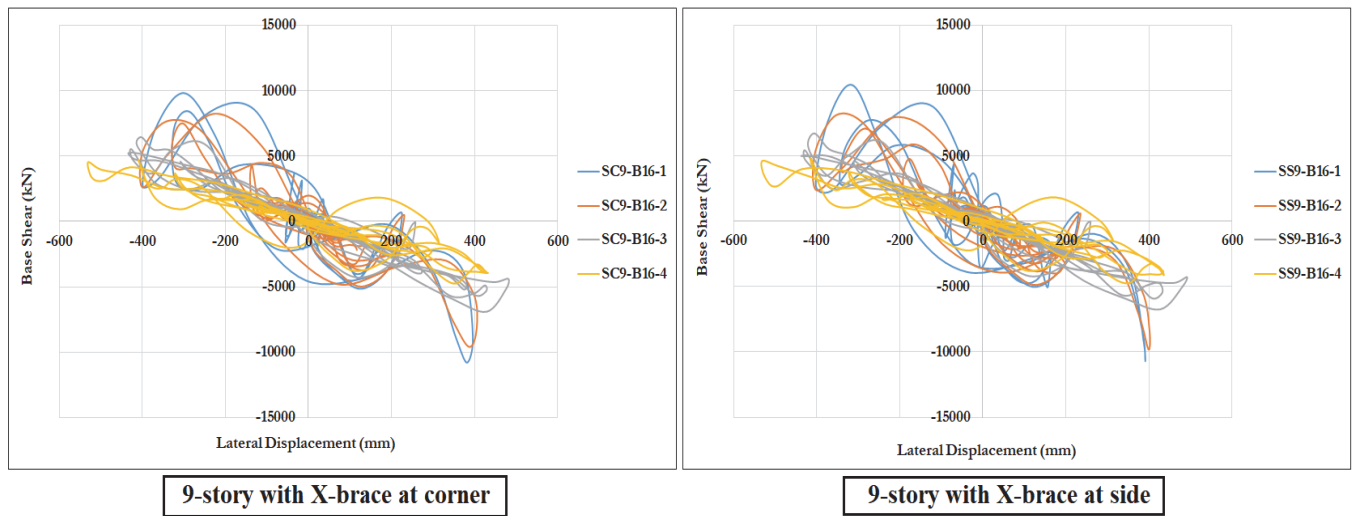 15000
10000
5000
0
-600
-400
-200
0
200
400
600
-5000
-10000
-15000
Base Shear (kN)
Lateral Displacement (mm)
SC9-B16-1
SC9-B16-2
SC9-B16-3
SC9-B16-4
9-story with X-brace at corner
15000
10000
5000
0
-600
-400
-200
0
200
400
600
-5000
-10000
-15000
Base Shear (kN)
Lateral Displacement (mm)
SS9-B16-1
SS9-B16-2
SS9-B16-3
SS9-B16-4
9-story with X-brace at side